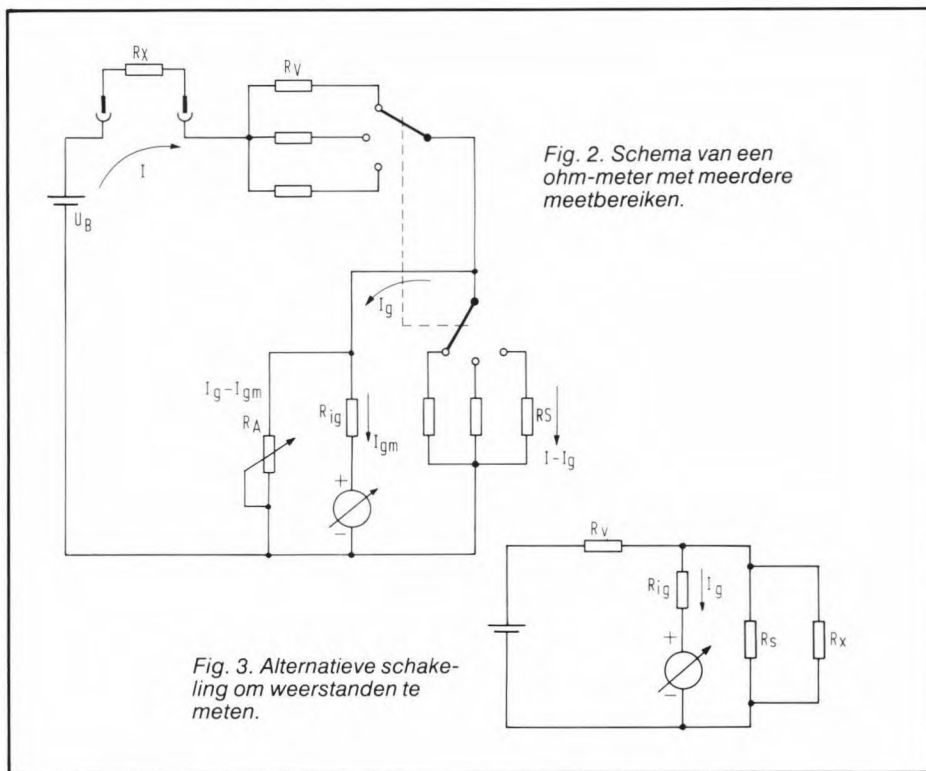 RX
RV
I
UB
Fig. 2. Schema van een
ohm-meter met meerdere
meetbereiken.
Ig
Ig-Igm
RA
Rig
Igm
RS
I-Ig
+
-
Rv
Rig
Ig
+
-
Rs
Rx
Fig. 3. Alternatieve schake-
ling om weerstanden te
meten.